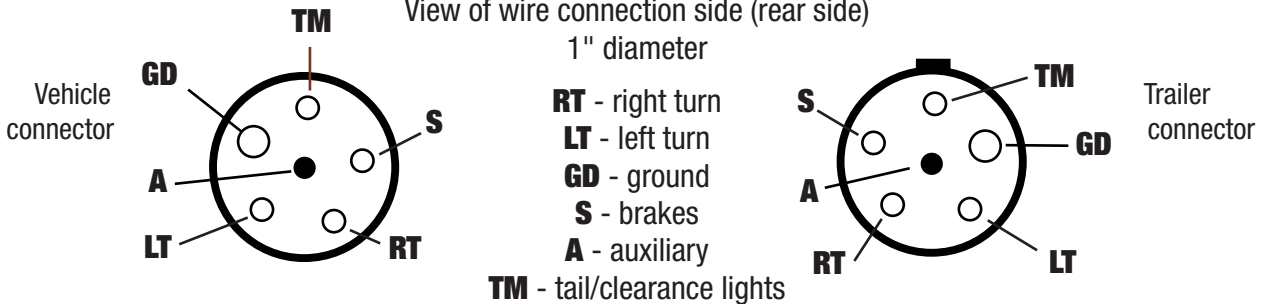 View of wire connection side (rear side)
1" diameter
TM
GD
Vehicle
connector
S
A
LT
RT
RT - right turn
LT - left turn
GD - ground
S - brakes
A - auxiliary
TM - tail/clearance lights
TM
S
Trailer
connector
GD
A
RT
LT